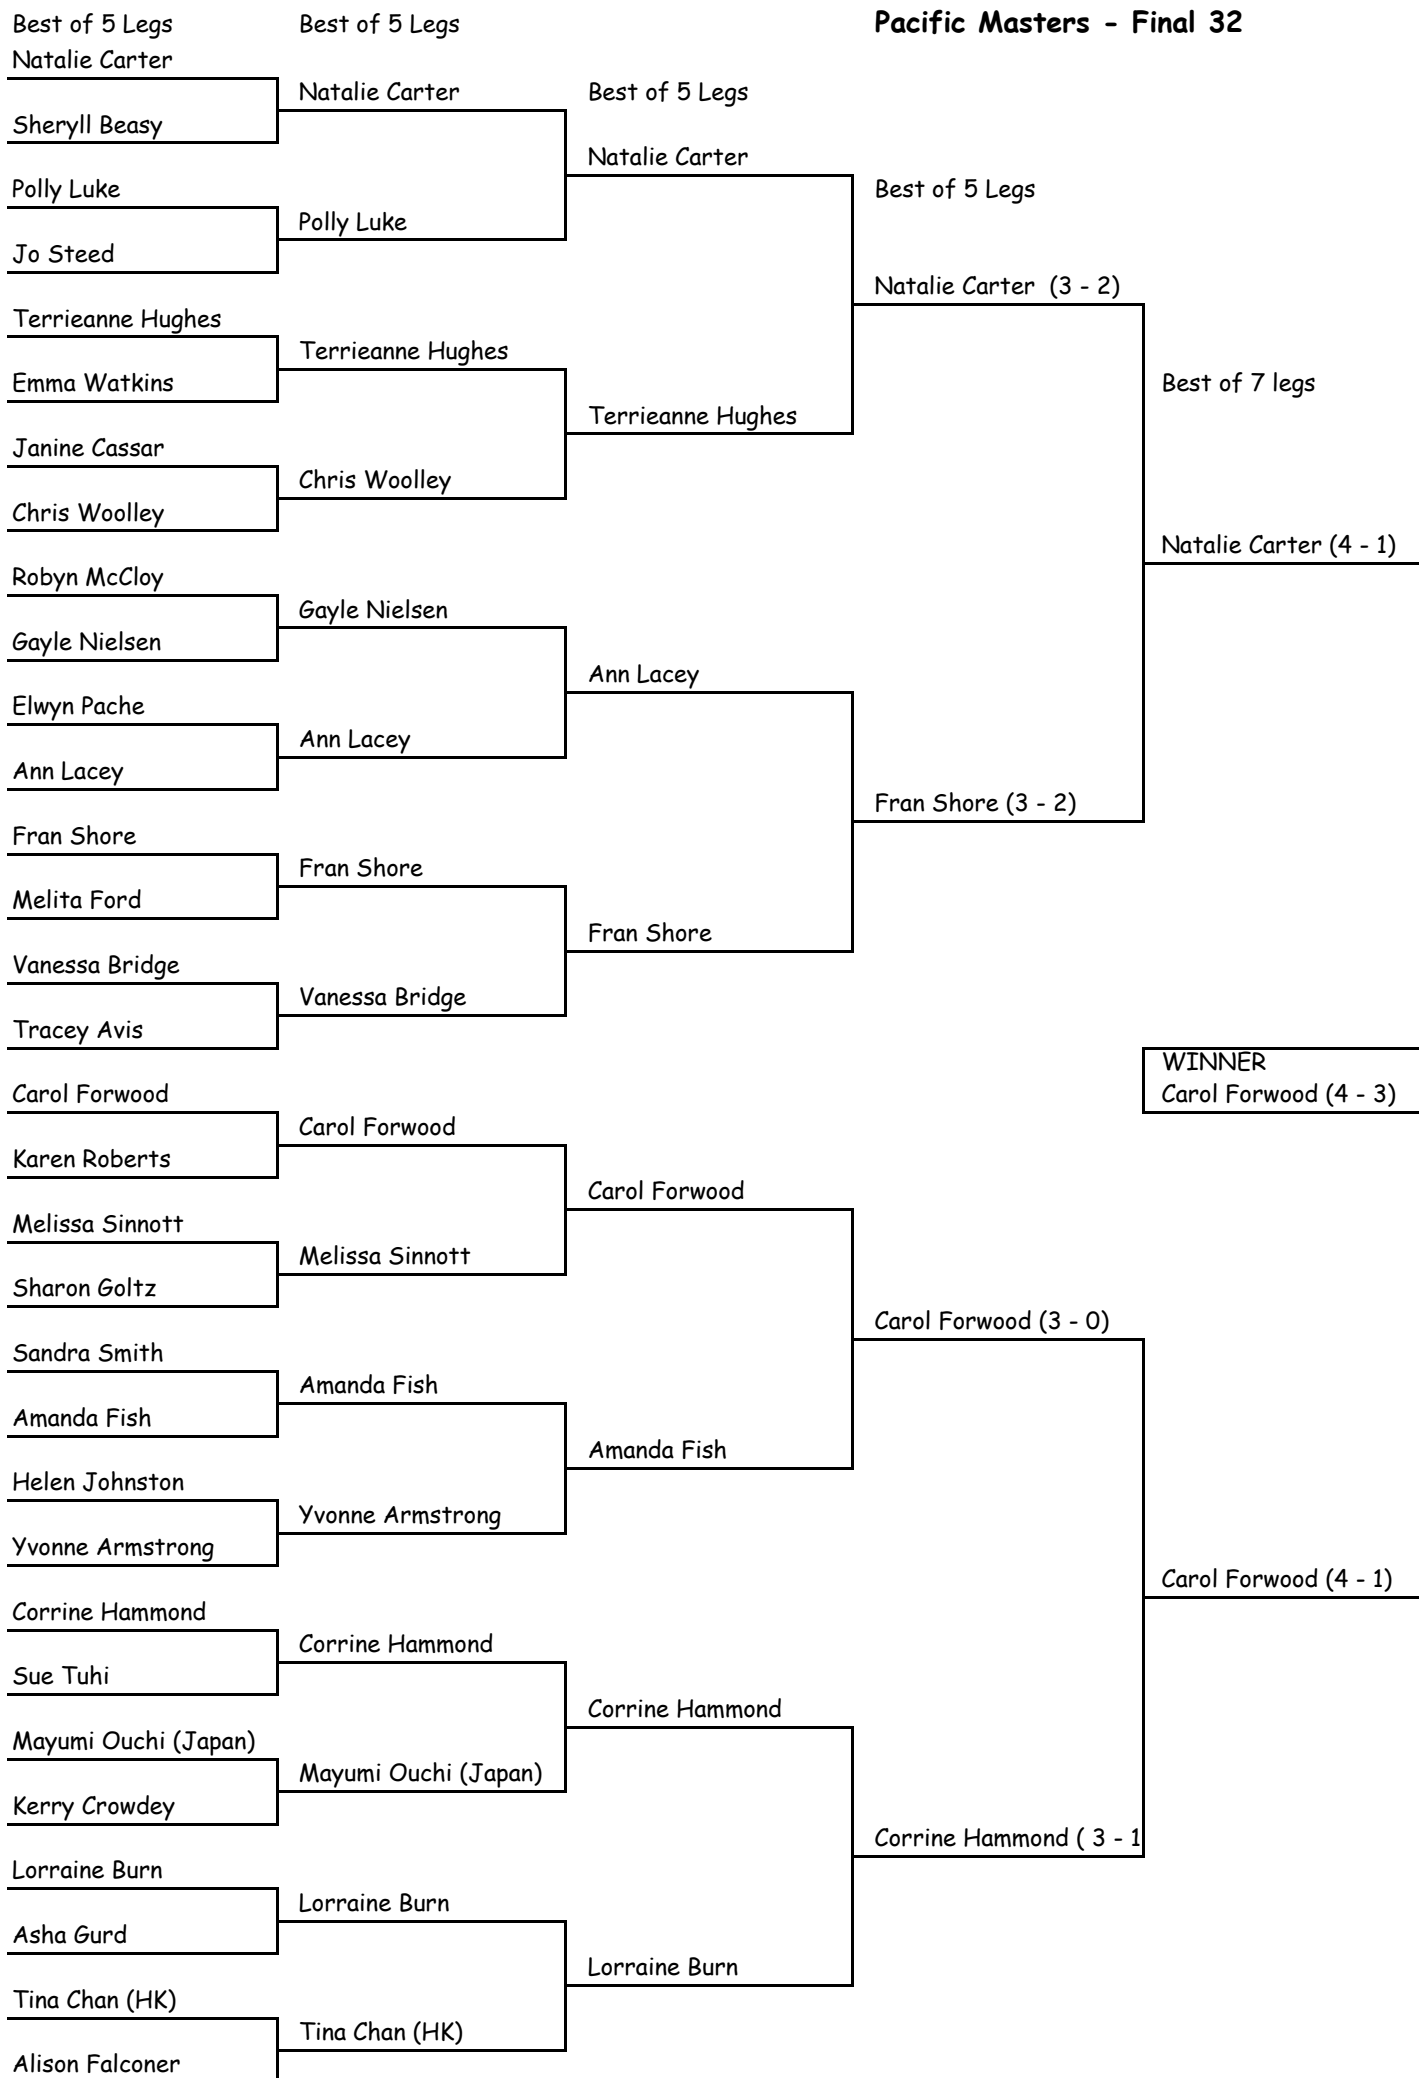 Best of 5 Legs
Best of 5 Legs
Pacific Masters - Final 32
Natalie Carter
Natalie Carter
Best of 5 Legs
Sheryll Beasy
Natalie Carter
Polly Luke
Best of 5 Legs
Polly Luke
Jo Steed
Natalie Carter (3 - 2)
Terrieanne Hughes
Terrieanne Hughes
Emma Watkins
Best of 7 legs
Terrieanne Hughes
Janine Cassar
Chris Woolley
Chris Woolley
Natalie Carter (4 - 1)
Robyn McCloy
Gayle Nielsen
Gayle Nielsen
Ann Lacey
Elwyn Pache
Ann Lacey
Ann Lacey
Fran Shore (3 - 2)
Fran Shore
Fran Shore
Melita Ford
Fran Shore
Vanessa Bridge
Vanessa Bridge
Tracey Avis
WINNER
Carol Forwood
Carol Forwood (4 - 3)
Carol Forwood
Karen Roberts
Carol Forwood
Melissa Sinnott
Melissa Sinnott
Sharon Goltz
Carol Forwood (3 - 0)
Sandra Smith
Amanda Fish
Amanda Fish
Amanda Fish
Helen Johnston
Yvonne Armstrong
Yvonne Armstrong
Carol Forwood (4 - 1)
Corrine Hammond
Corrine Hammond
Sue Tuhi
Corrine Hammond
Mayumi Ouchi (Japan)
Mayumi Ouchi (Japan)
Kerry Crowdey
Corrine Hammond ( 3 - 1
Lorraine Burn
Lorraine Burn
Asha Gurd
Lorraine Burn
Tina Chan (HK)
Tina Chan (HK)
Alison Falconer